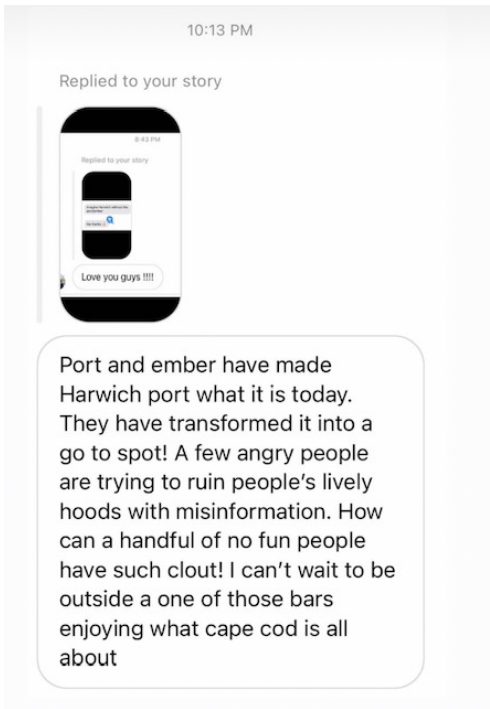 10:13 PM
Replied to your story
8:43 PM
Replied to your story
Love you guys !!!!
Port and ember have made
Harwich port what it is today.
They have transformed it into a
go to spot! A few angry people
are trying to ruin people's lively
hoods with misinformation. How
can a handful of no fun people
have such clout! I can't wait to be
outside a one of those bars
enjoying what cape cod is all
about